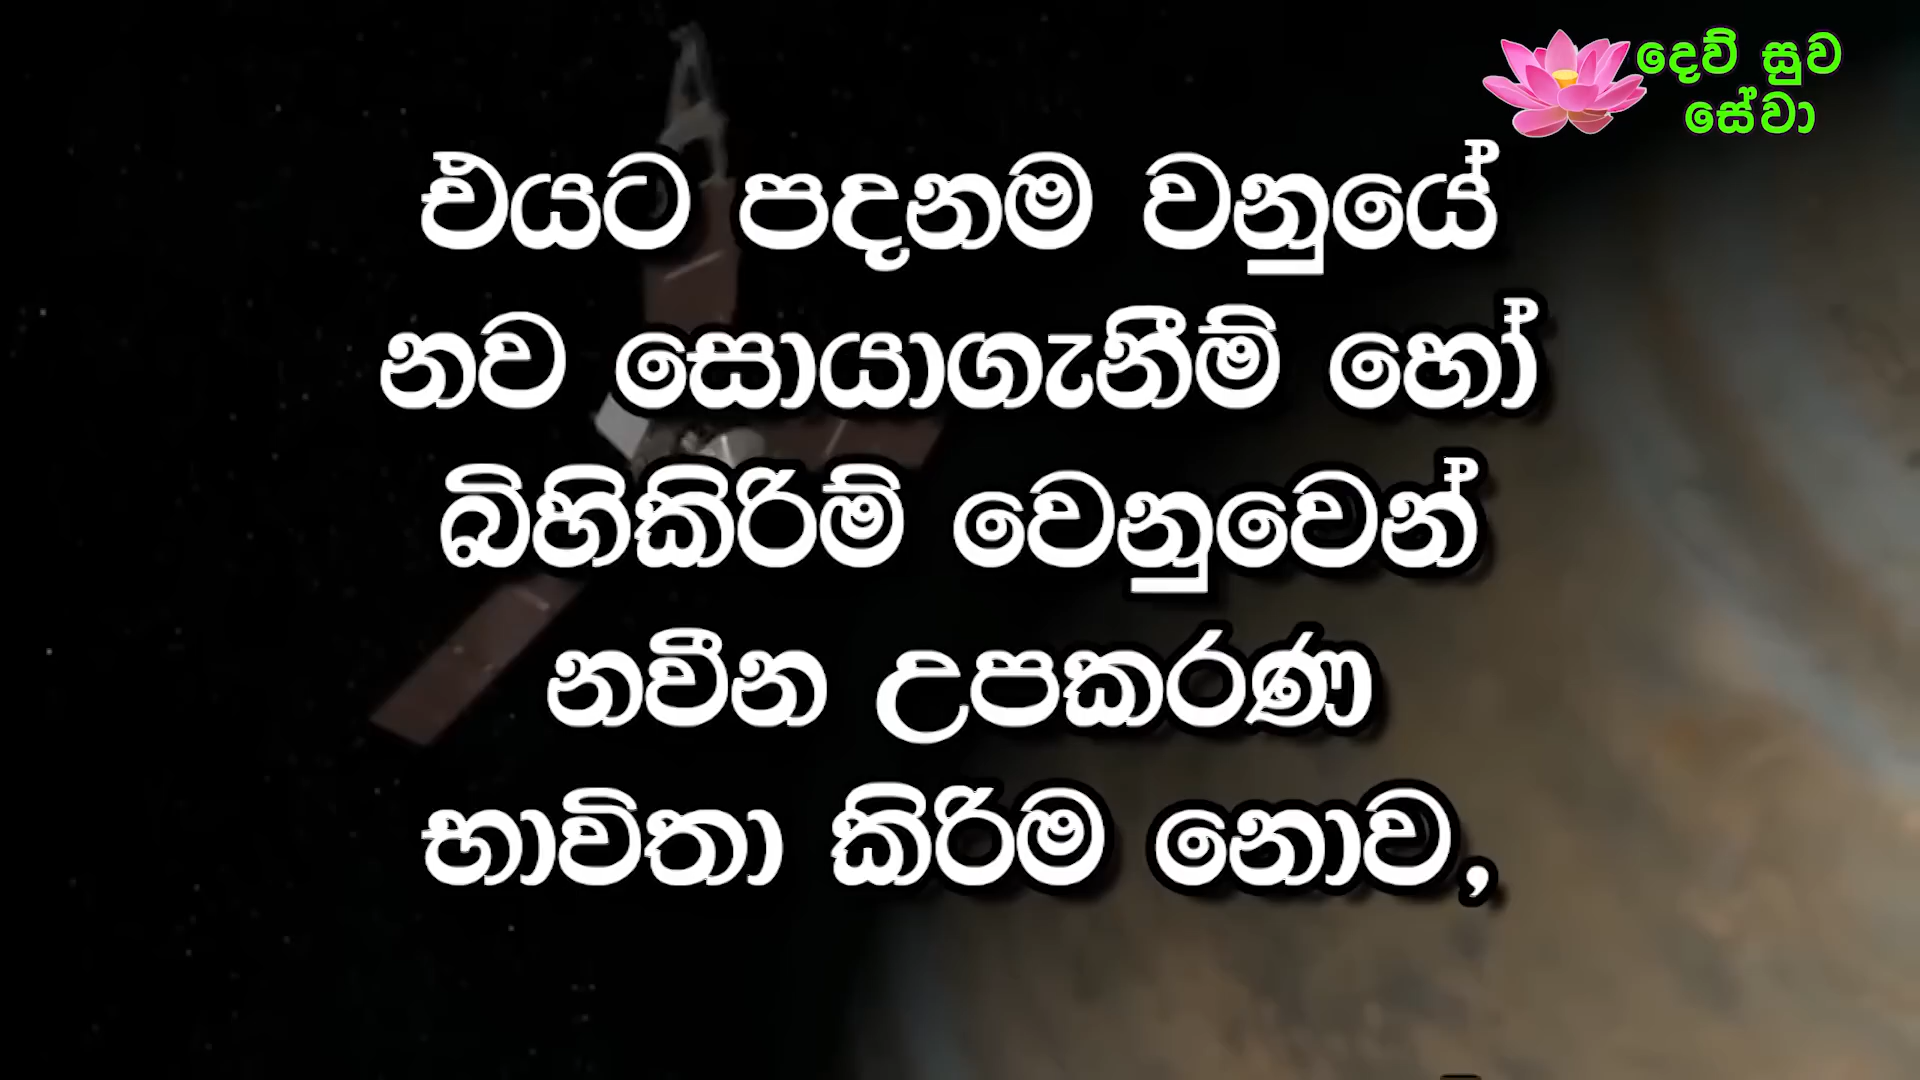 දෙව් සුව
සේවා
එයට පදනම වනුයේ
නව සොයාගැනීම් හෝ
බිහිකිරිම් වෙනුවෙන්
නවීන උපකරණ
භාවිතා කිරිම නොව,